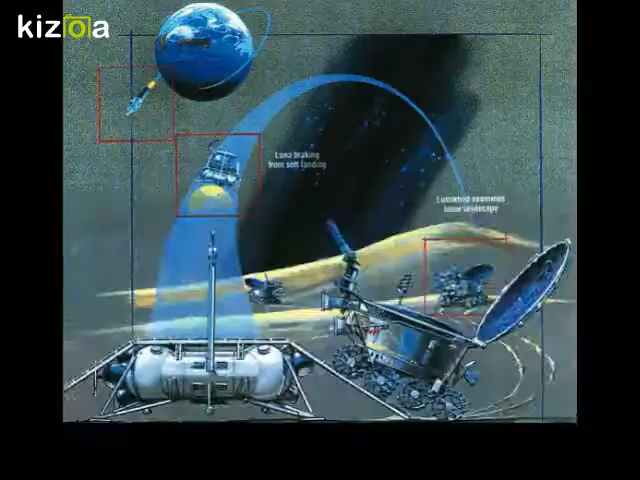 kizoa
Luna braking
from soft landing
Lunokhod examines
lunar landscape